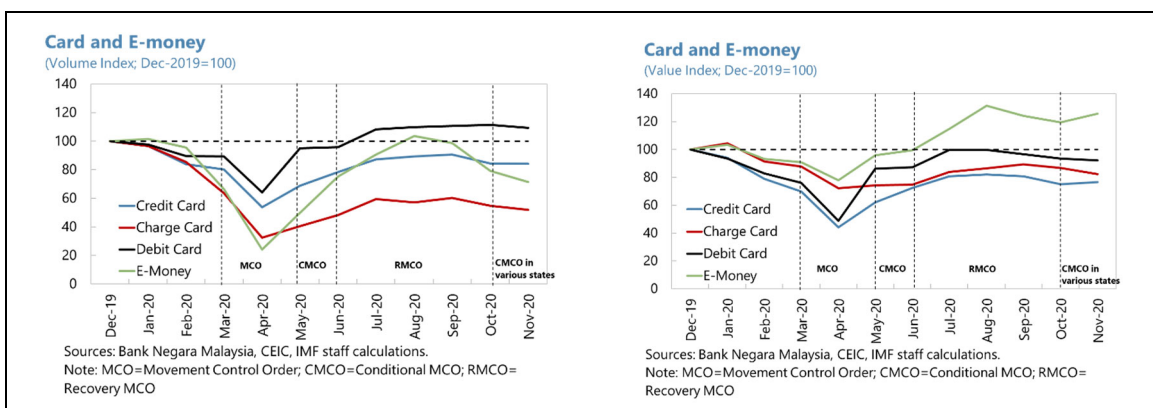 Card and E-money
(Volume Index; Dec-2019=100)
140
120
100
80
60
40
20
0
Credit Card
Charge Card
Debit Card
E-Money
MCO
CMCO
RMCO
CMCO in
various states
Dec-19
Jan-20
Feb-20
Mar-20
Apr-20
May-20
Jun-20
Jul-20
Aug-20
Sep-20
Oct-20
Nov-20
Sources: Bank Negara Malaysia, CEIC, IMF staff calculations.
Note: MCO=Movement Control Order; CMCO=Conditional MCO; RMCO=
Recovery MCO
Card and E-money
(Value Index; Dec-2019=100)
140
120
100
80
60
40
20
0
Credit Card
Charge Card
Debit Card
E-Money
MCO
CMCO
RMCO
CMCO in
various states
Dec-19
Jan-20
Feb-20
Mar-20
Apr-20
May-20
Jun-20
Jul-20
Aug-20
Sep-20
Oct-20
Nov-20
Sources: Bank Negara Malaysia, CEIC, IMF staff calculations.
Note: MCO=Movement Control Order; CMCO=Conditional MCO; RMCO=
Recovery MCO